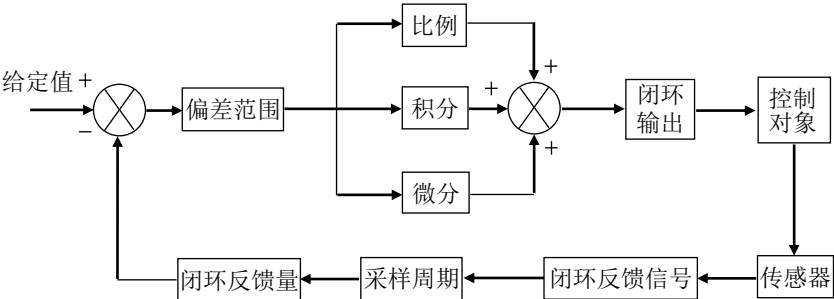 比例
给定值 +
+
+
偏差范围
积分
闭环
输出
控制
对象
−
+
微分
闭环反馈量
采样周期
闭环反馈信号
传感器